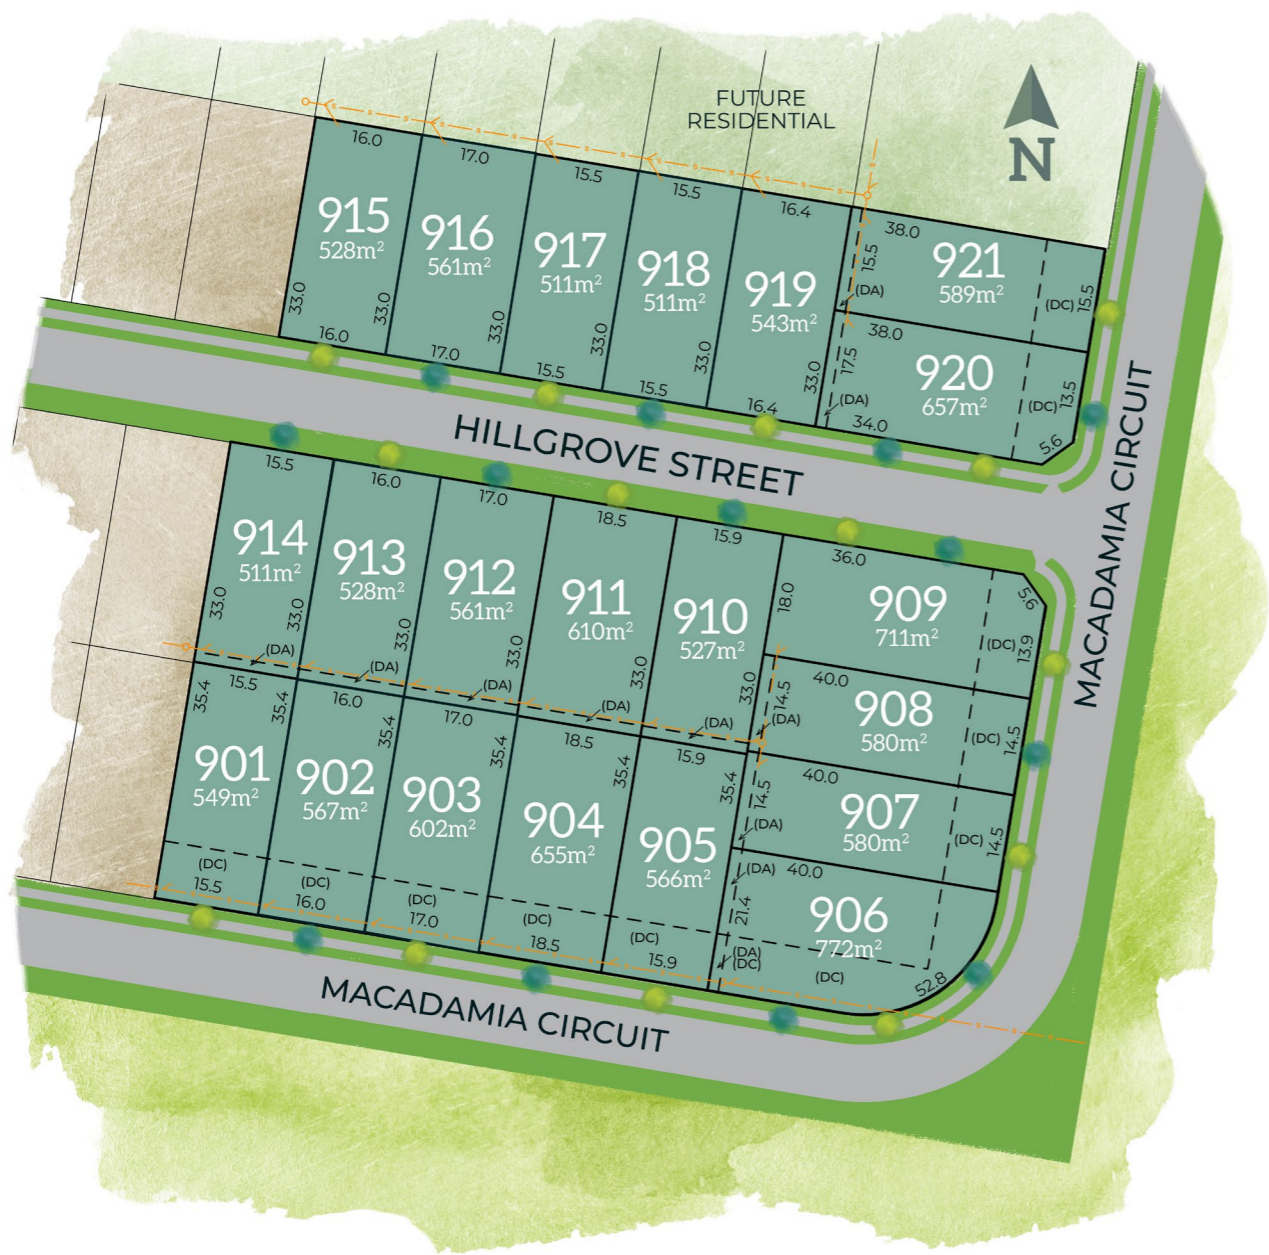 FUTURE
RESIDENTIAL
N
16.0
17.0
15.5
15.5
16.4
38.0
915
528m²
916
561m²
917
511m²
918
511m²
919
543m²
921
589m²
15.5
(DA)
(DC)
15.5
33.0
33.0
33.0
33.0
33.0
33.0
16.0
17.0
15.5
15.5
16.4
38.0
920
657m²
17.5
(DA)
(DC)
13.5
34.0
5.6
HILLGROVE STREET
MACADAMIA CIRCUIT
15.5
16.0
17.0
18.5
15.9
36.0
5.6
914
511m²
913
528m²
912
561m²
911
610m²
910
527m²
909
711m²
18.0
(DC)
13.9
33.0
33.0
33.0
33.0
33.0
33.0
(DA)
(DA)
(DA)
(DA)
(DA)
40.0
908
580m²
14.5
(DA)
(DC)
14.5
35.4
15.5
35.4
16.0
35.4
17.0
35.4
18.5
35.4
15.9
35.4
901
549m²
902
567m²
903
602m²
904
655m²
905
566m²
40.0
907
580m²
14.5
(DA)
(DC)
14.5
40.0
906
772m²
(DA)
21.4
(DA)
(DC)
(DC)
52.8
(DC)
15.5
(DC)
16.0
(DC)
17.0
(DC)
18.5
(DC)
15.9
MACADAMIA CIRCUIT